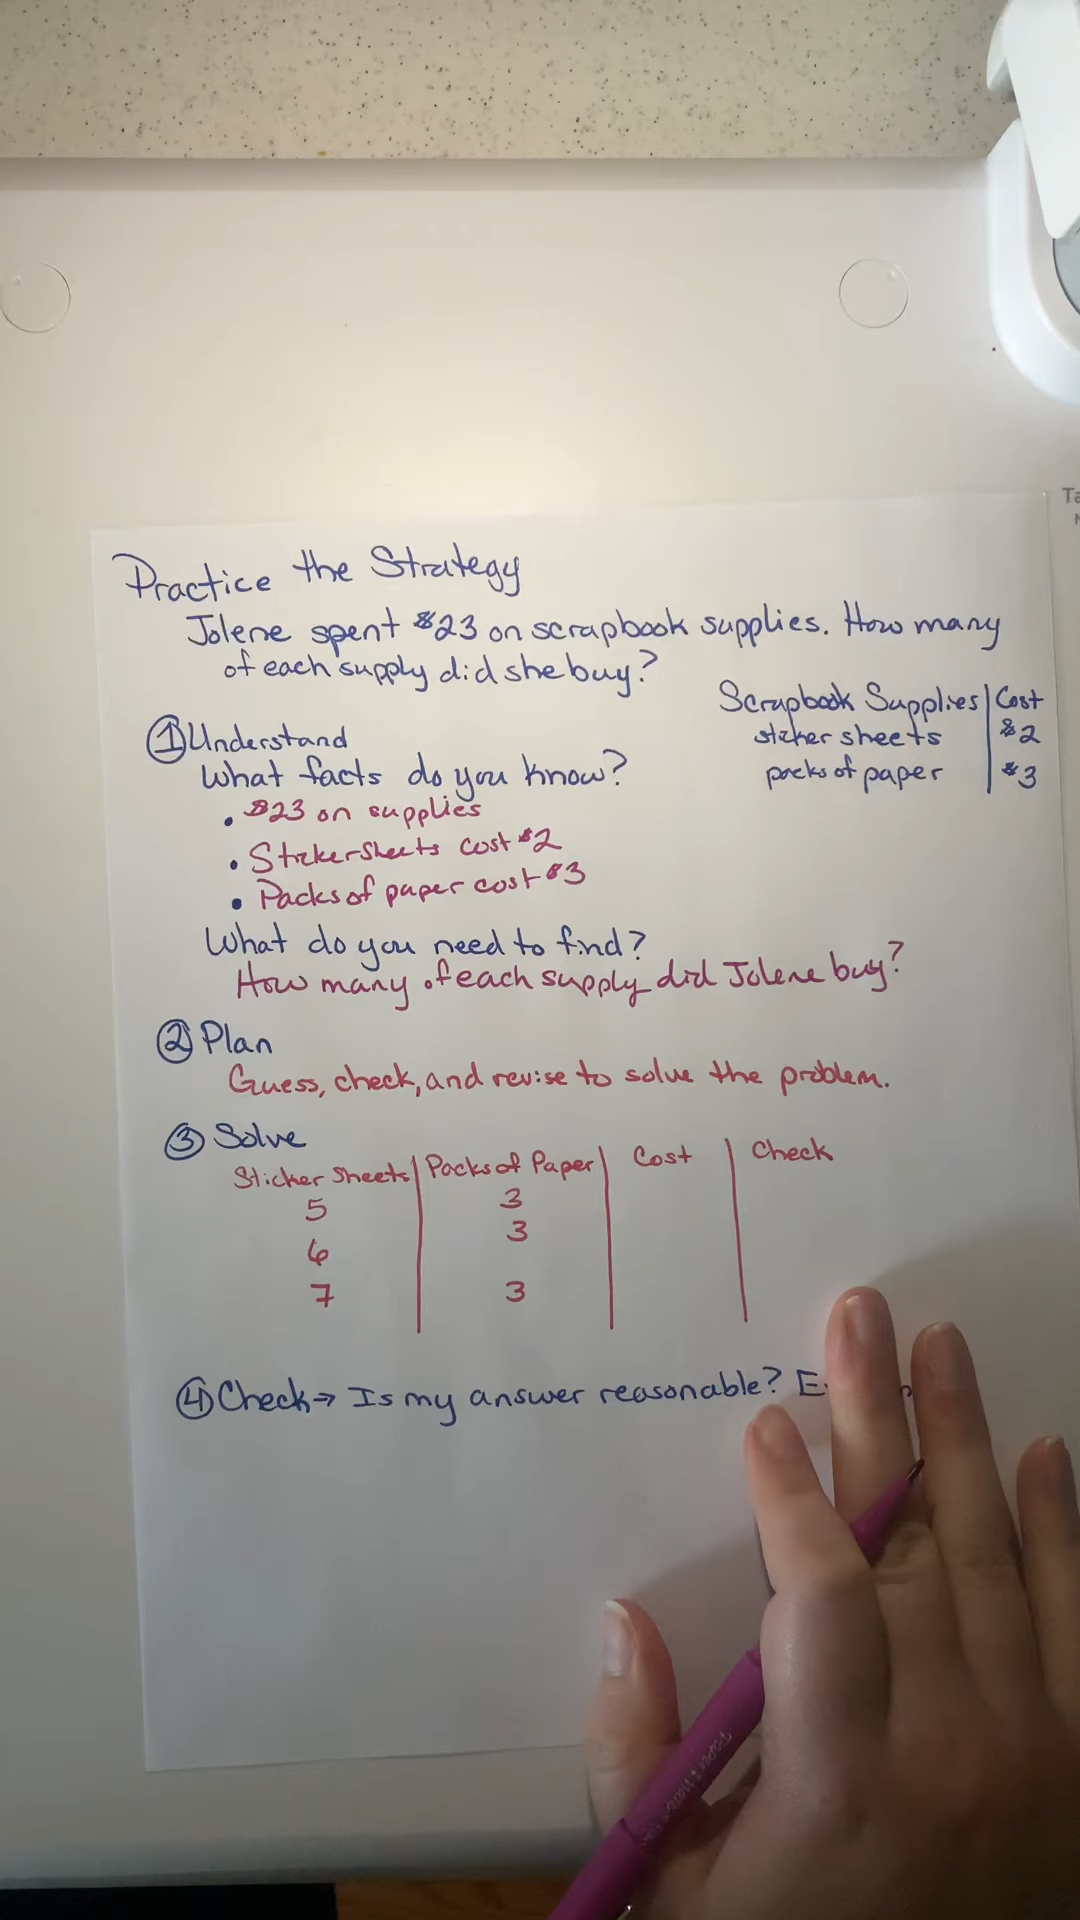 Practice the Strategy
Jolene spent $23 on scrapbook supplies. How many
of each supply did she buy?
Scrapbook Supplies | Cost
sticker sheets | $2
packs of paper | $3
① Understand
What facts do you know?
• $23 on supplies
• Sticker sheets cost $2
• Packs of paper cost $3
What do you need to find?
How many of each supply did Jolene buy?
② Plan
Guess, check, and revise to solve the problem.
③ Solve
Sticker Sheets | Packs of Paper | Cost | Check
5 3
6 3
7 3
④ Check → Is my answer reasonable?